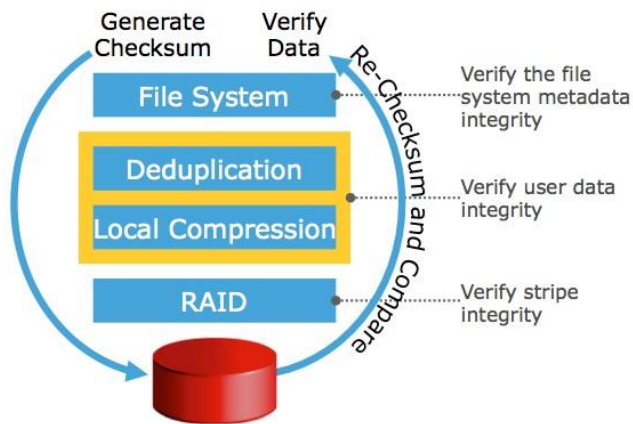 Generate
Checksum
Verify
Data
Re-Checksum and Compare
File System
Verify the file
system metadata
integrity
Deduplication
Local Compression
Verify user data
integrity
RAID
Verify stripe
integrity